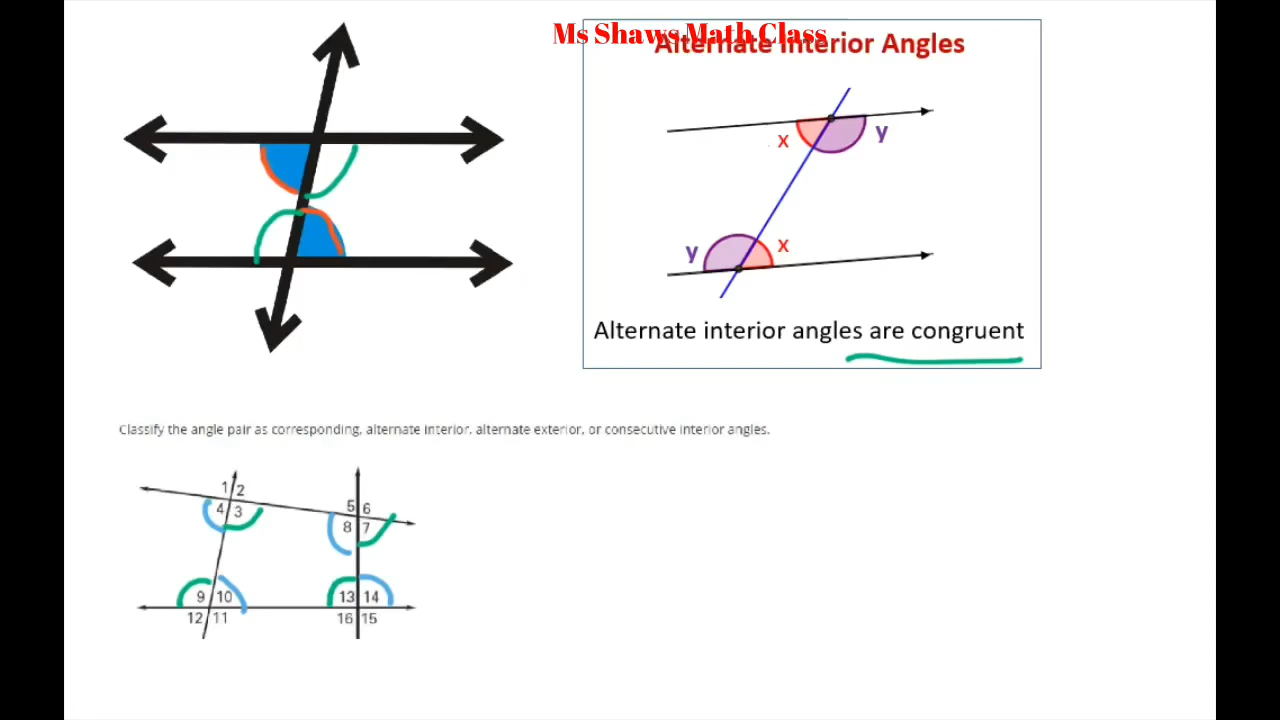 Ms Shaws Math Class
Alternate Interior Angles
x
y
y
x
Alternate interior angles are congruent
Classify the angle pair as corresponding, alternate interior, alternate exterior, or consecutive interior angles.
1 2
4 3
5 6
8 7
9 10
12 11
13 14
16 15